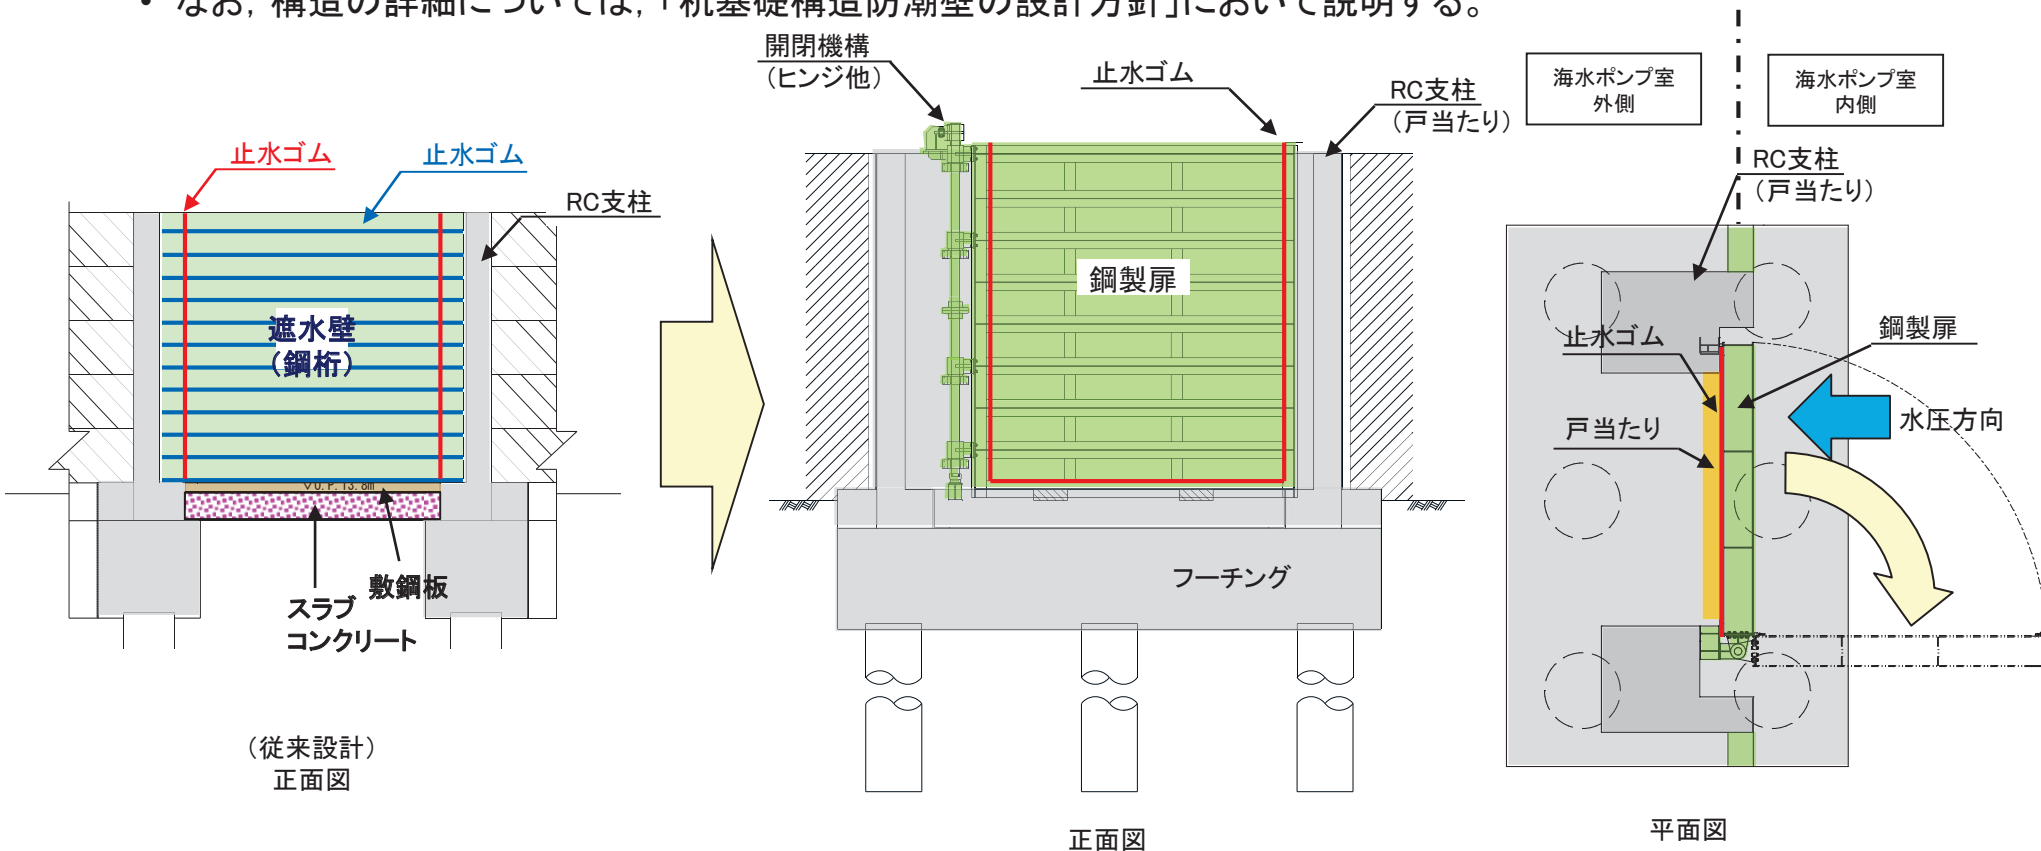 ・ なお，構造の詳細については，「杭基礎構造防潮壁の設計方針」において説明する。
止水ゴム
止水ゴム
RC支柱
遮水壁
（鋼桁）
▽O.P.13.8m
敷鋼板
スラブ
コンクリート
（従来設計）
正面図
開閉機構
（ヒンジ他）
止水ゴム
RC支柱
（戸当たり）
鋼製扉
フーチング
正面図
海水ポンプ室
外側
海水ポンプ室
内側
RC支柱
（戸当たり）
止水ゴム
鋼製扉
戸当たり
水圧方向
平面図